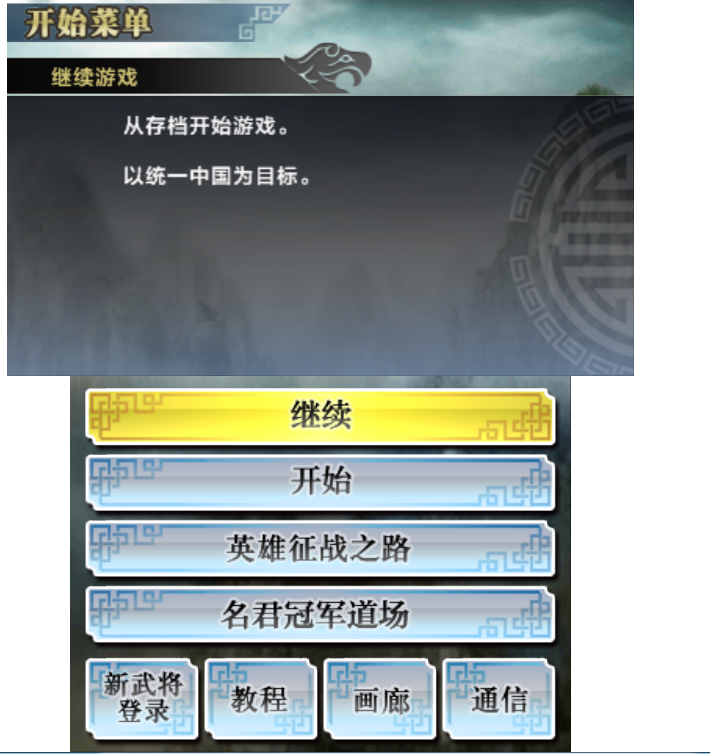 开始菜单
继续游戏
从存档开始游戏。
以统一中国为目标。
继续
开始
英雄征战之路
名君冠军道场
新武将
登录
教程
画廊
通信